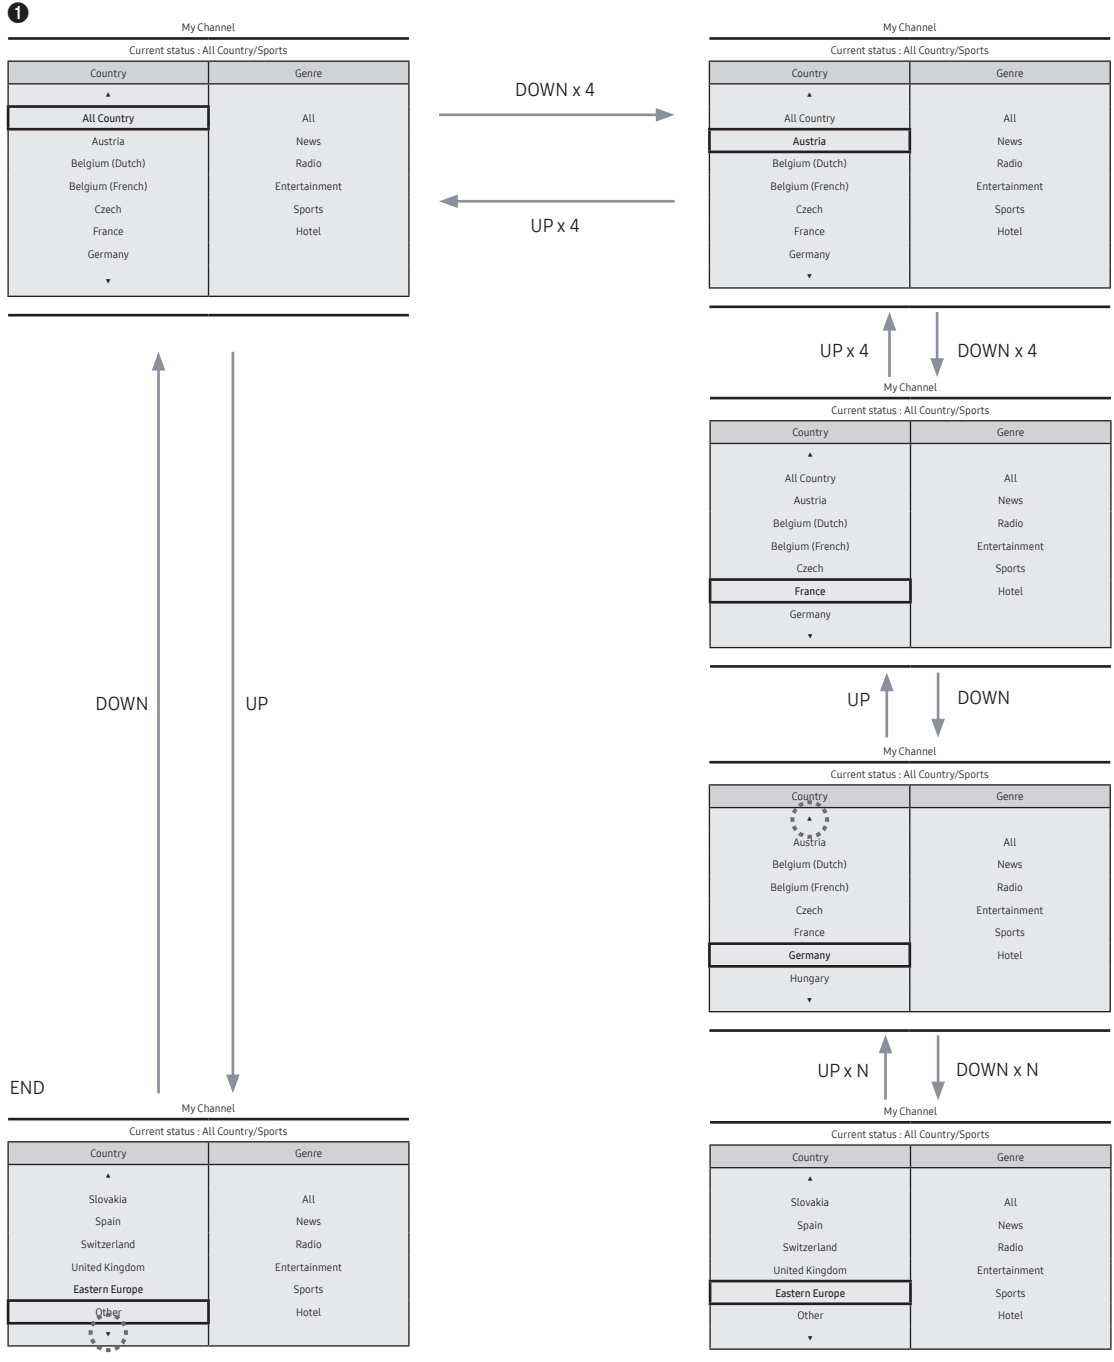 ❶
My Channel
Current status : All Country/Sports
Country Genre
▲
All Country All
Austria News
Belgium (Dutch) Radio
Belgium (French) Entertainment
Czech Sports
France Hotel
Germany
▼
DOWN x 4
UP x 4
My Channel
Current status : All Country/Sports
Country Genre
▲
All Country All
Austria News
Belgium (Dutch) Radio
Belgium (French) Entertainment
Czech Sports
France Hotel
Germany
▼
UP x 4 DOWN x 4
My Channel
Current status : All Country/Sports
Country Genre
▲
All Country All
Austria News
Belgium (Dutch) Radio
Belgium (French) Entertainment
Czech Sports
France Hotel
Germany
▼
DOWN UP
UP DOWN
My Channel
Current status : All Country/Sports
Country Genre
▲
Austria All
Belgium (Dutch) News
Belgium (French) Radio
Czech Entertainment
France Sports
Germany Hotel
Hungary
▼
UP x N DOWN x N
END
My Channel
Current status : All Country/Sports
Country Genre
▲
Slovakia All
Spain News
Switzerland Radio
United Kingdom Entertainment
Eastern Europe Sports
Other Hotel
▼
My Channel
Current status : All Country/Sports
Country Genre
▲
Slovakia All
Spain News
Switzerland Radio
United Kingdom Entertainment
Eastern Europe Sports
Other Hotel
▼